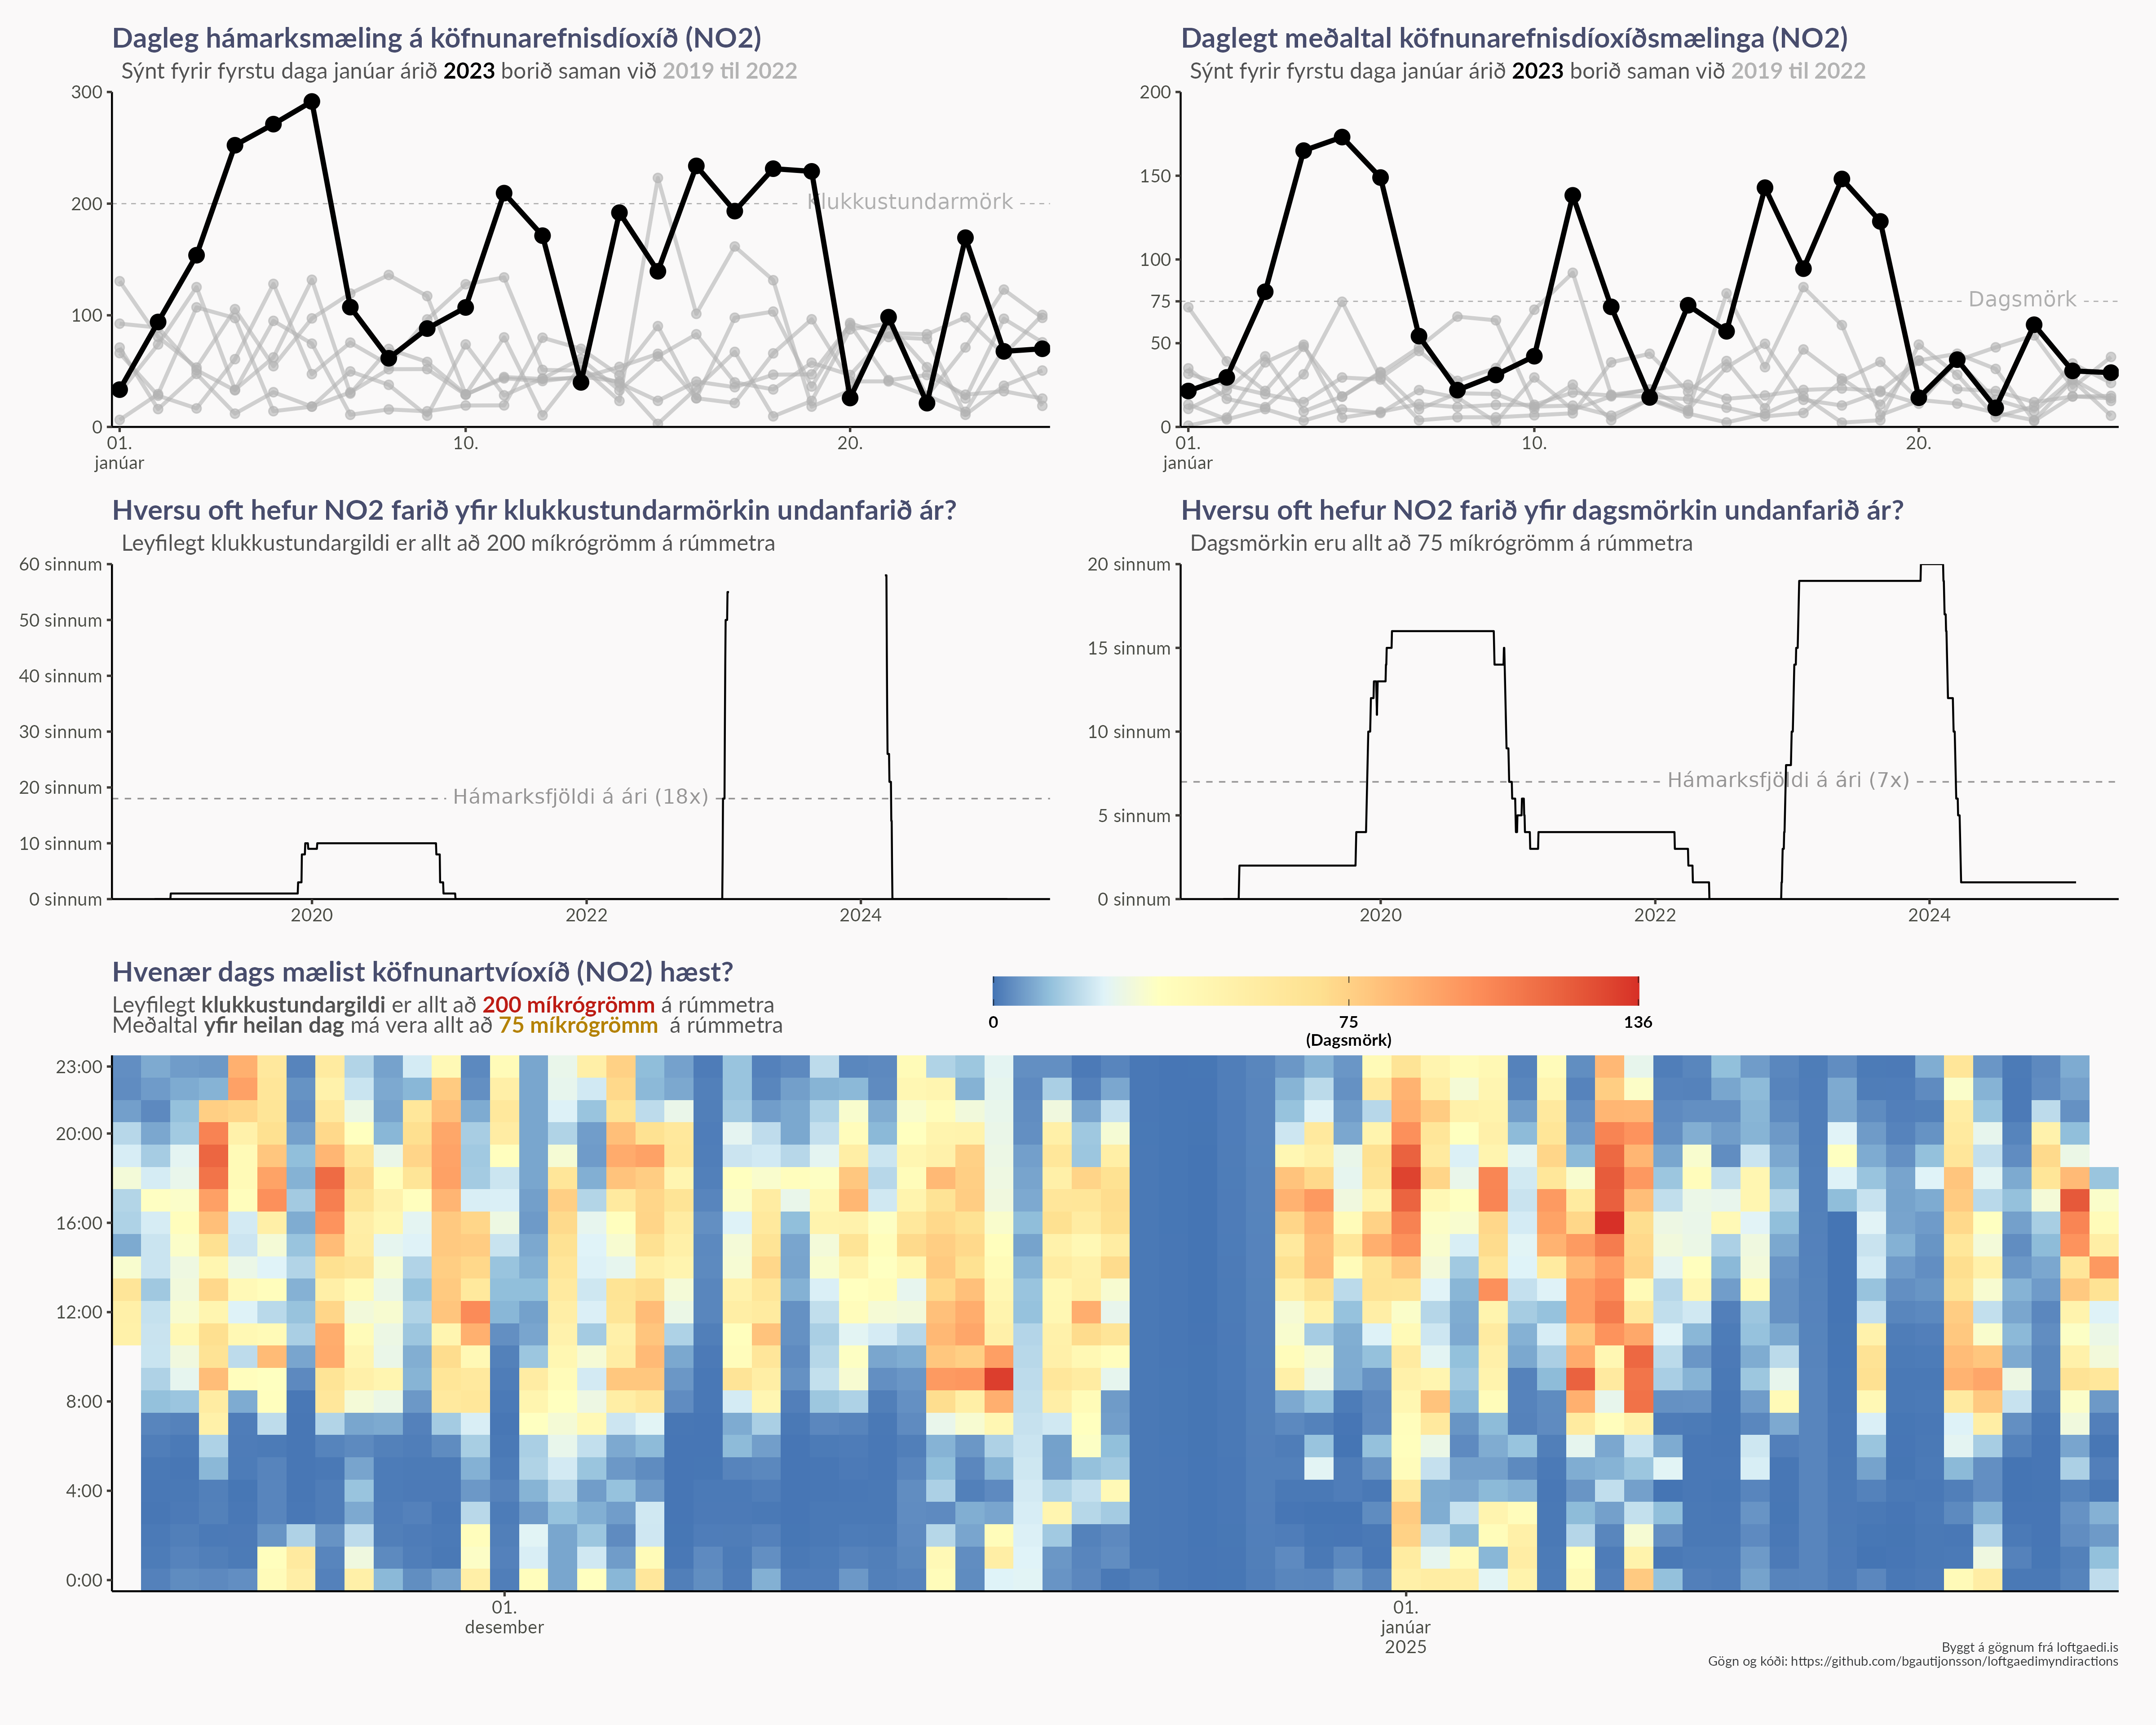 Dagleg hámarksmæling á köfnunarefnisdíoxíð (NO2)
Sýnt fyrir fyrstu daga janúar árið 2023 borið saman við 2019 til 2022
300
200
100
0
Klukkustundarmörk
01.
janúar
10.
20.
Daglegt meðaltal köfnunarefnisdíoxíðsmælinga (NO2)
Sýnt fyrir fyrstu daga janúar árið 2023 borið saman við 2019 til 2022
200
150
100
75
50
0
Dagsmörk
01.
janúar
10.
20.
Hversu oft hefur NO2 farið yfir klukkustundarmörkin undanfarið ár?
Leyfilegt klukkustundargildi er allt að 200 míkrógrömm á rúmmetra
60 sinnum
50 sinnum
40 sinnum
30 sinnum
20 sinnum
10 sinnum
0 sinnum
Hámarksfjöldi á ári (18x)
2020
2022
2024
Hversu oft hefur NO2 farið yfir dagsmörkin undanfarið ár?
Dagsmörkin eru allt að 75 míkrógrömm á rúmmetra
20 sinnum
15 sinnum
10 sinnum
5 sinnum
0 sinnum
Hámarksfjöldi á ári (7x)
2020
2022
2024
Hvenær dags mælist köfnunartvíoxíð (NO2) hæst?
Leyfilegt klukkustundargildi er allt að 200 míkrógrömm á rúmmetra
Meðaltal yfir heilan dag má vera allt að 75 míkrógrömm á rúmmetra
0
75
(Dagsmörk)
136
23:00
20:00
16:00
12:00
8:00
4:00
0:00
01.
desember
01.
janúar
2025
Byggt á gögnum frá loftgaedi.is
Gögn og kóði: https://github.com/bgautijonsson/loftgaedimyndiractions